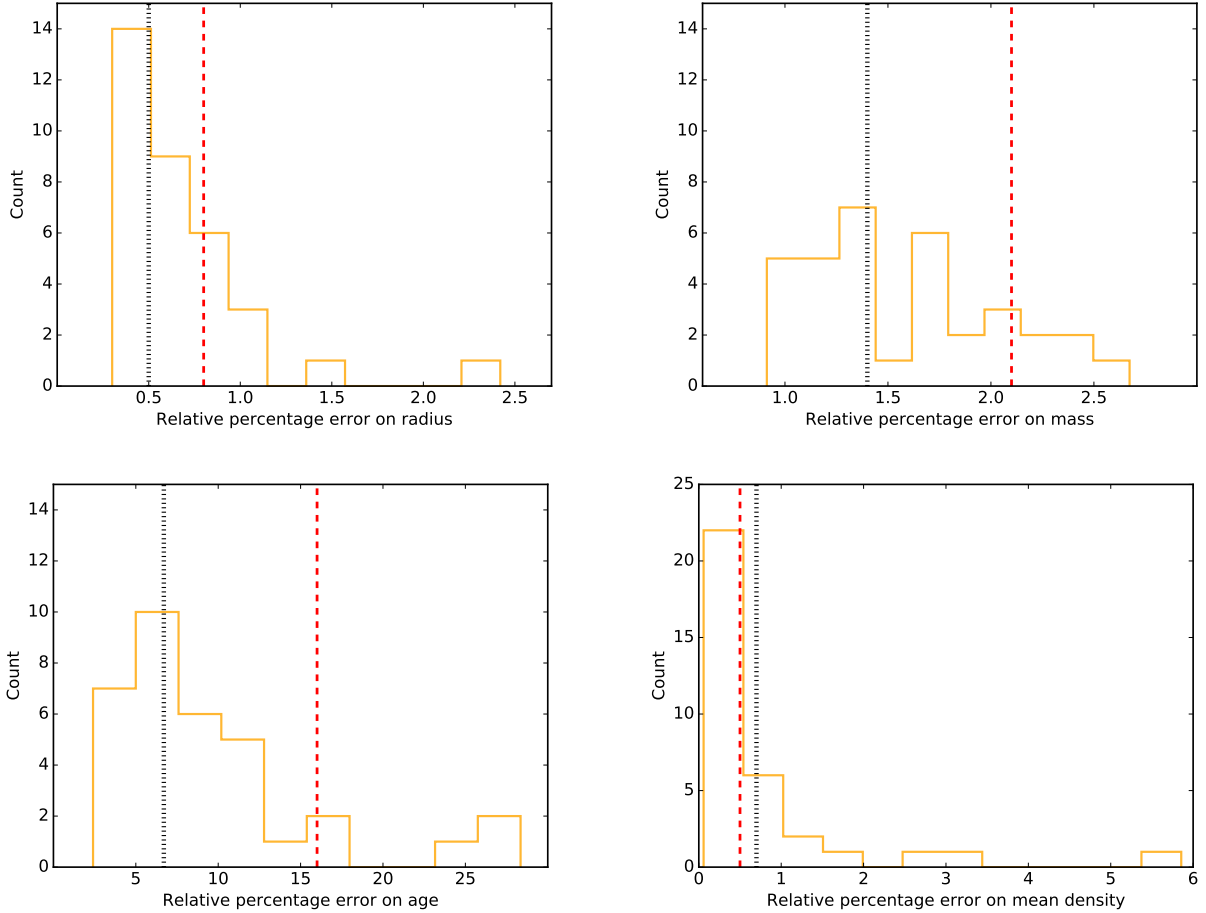 14
12
10
8
6
4
2
0
Count
0.5 1.0 1.5 2.0 2.5
Relative percentage error on radius
14
12
10
8
6
4
2
0
Count
1.0 1.5 2.0 2.5
Relative percentage error on mass
14
12
10
8
6
4
2
0
Count
5 10 15 20 25
Relative percentage error on age
25
20
15
10
5
0
Count
0 1 2 3 4 5 6
Relative percentage error on mean density